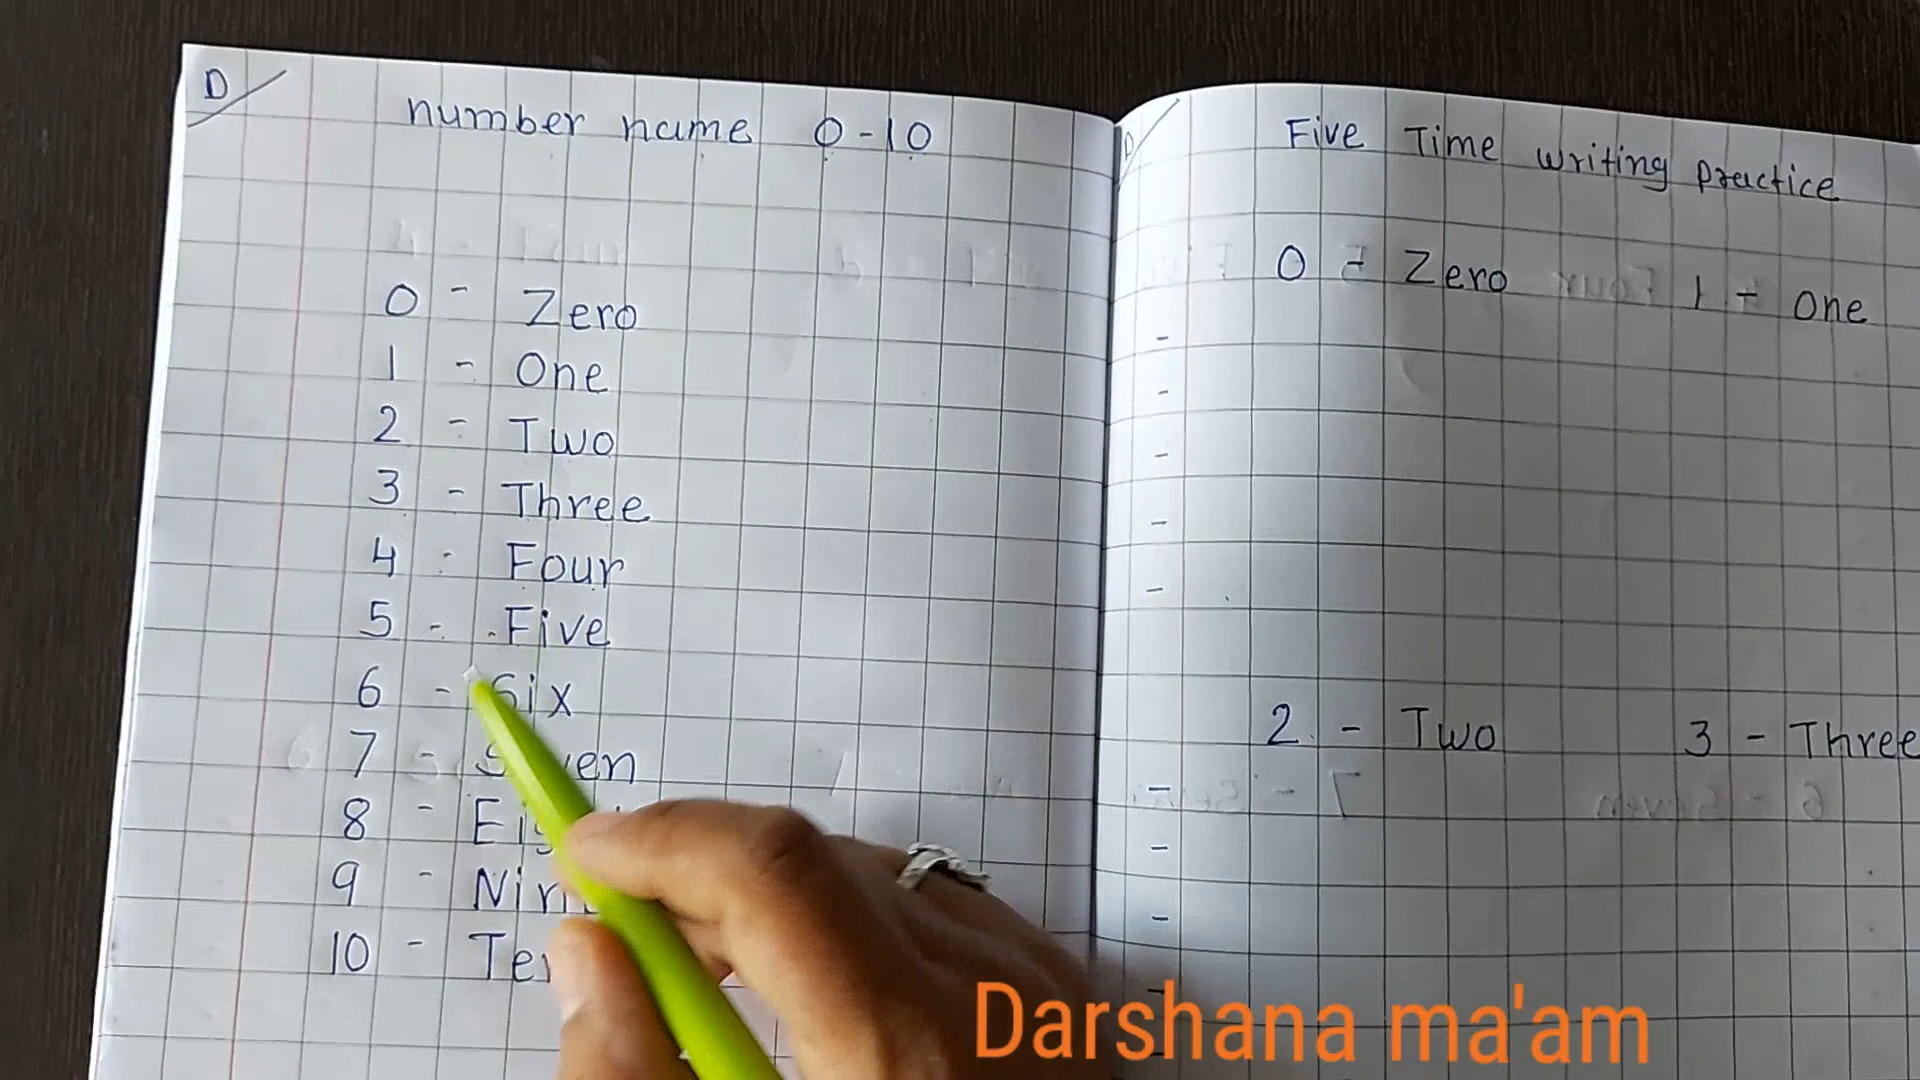 D/
number name 0-10
0 - Zero
1 - One
2 - Two
3 - Three
4 - Four
5 - Five
6 - Six
7 -
8 -
9 -
10 -
D/
Five Time writing practice
0 - Zero 1 - One
-
-
-
-
-
2 - Two 3 - Three
-
-
-
-
Darshana ma'am